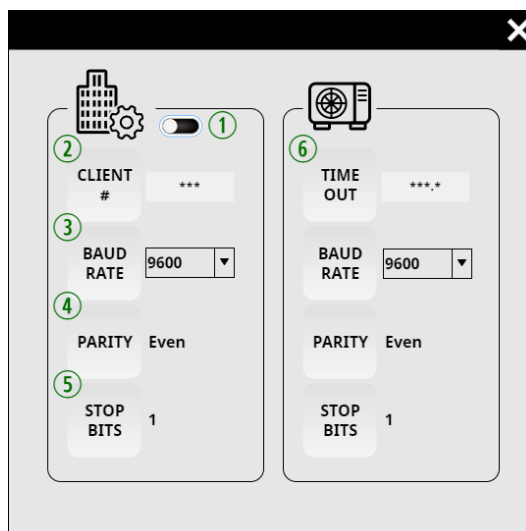 ①
②
CLIENT
#
***
③
BAUD
RATE
9600
④
PARITY
Even
⑤
STOP
BITS
1
⑥
TIME
OUT
***.*
BAUD
RATE
9600
PARITY
Even
STOP
BITS
1